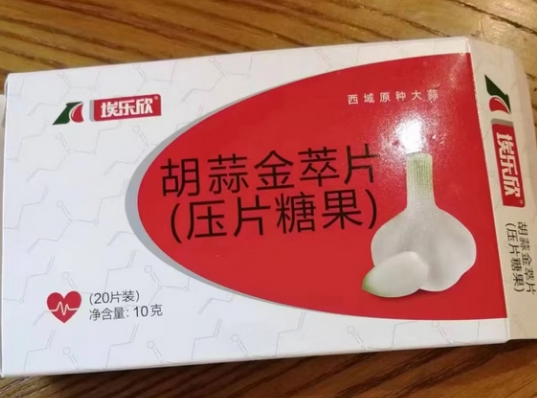 埃乐欣®
西域原种大蒜
胡蒜金萃片
(压片糖果)
(20片装)
净含量: 10克
埃乐欣®
胡蒜金萃片
(压片糖果)